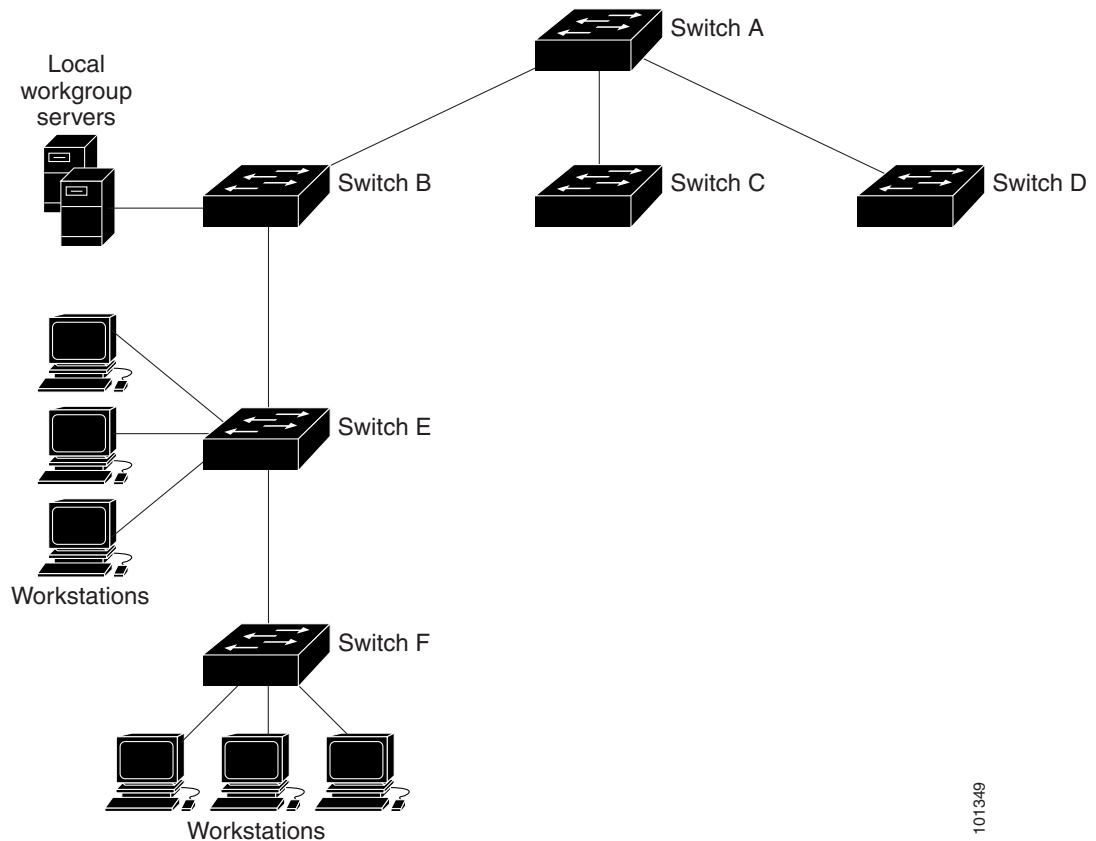 Switch A
Local
workgroup
servers
Switch B
Switch C
Switch D
Switch E
Workstations
Switch F
Workstations
101349